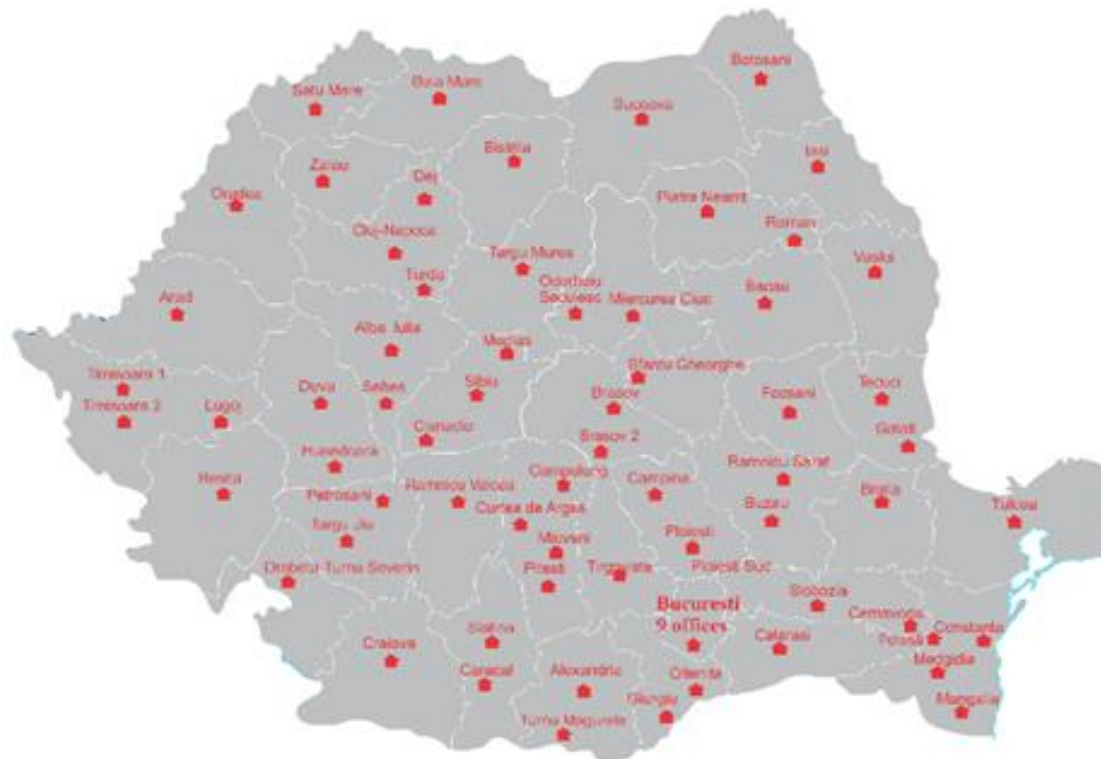 Botosani
Baia Mare
Satu Mare
Suceava
Bistrita
Iasi
Zalau
Dej
Oradea
Piatra Neamt
Roman
Cluj-Napoca
Targu Mures
Vaslui
Turda
Odorheiu
Secuiesc
Miercurea Ciuc
Bacau
Arad
Alba Iulia
Medias
Sfantu Gheorghe
Timisoara 1
Deva
Sebes
Sibiu
Brasov
Focsani
Tecuci
Timisoara 2
Lugoj
Cisnadie
Brasov 2
Galati
Hunedoara
Campulung
Ramnicu Sarat
Resita
Petrosani
Ramnicu Valcea
Campina
Braila
Curtea de Arges
Buzau
Tulcea
Targu Jiu
Mioveni
Ploiesti
Drobeta-Turnu Severin
Pitesti
Targoviste
Ploiesti Sud
Slobozia
Bucuresti
9 offices
Cernavoda
Constanta
Craiova
Slatina
Calarasi
Medgidia
Caracal
Alexandria
Oltenita
Giurgiu
Mangalia
Turnu Magurele